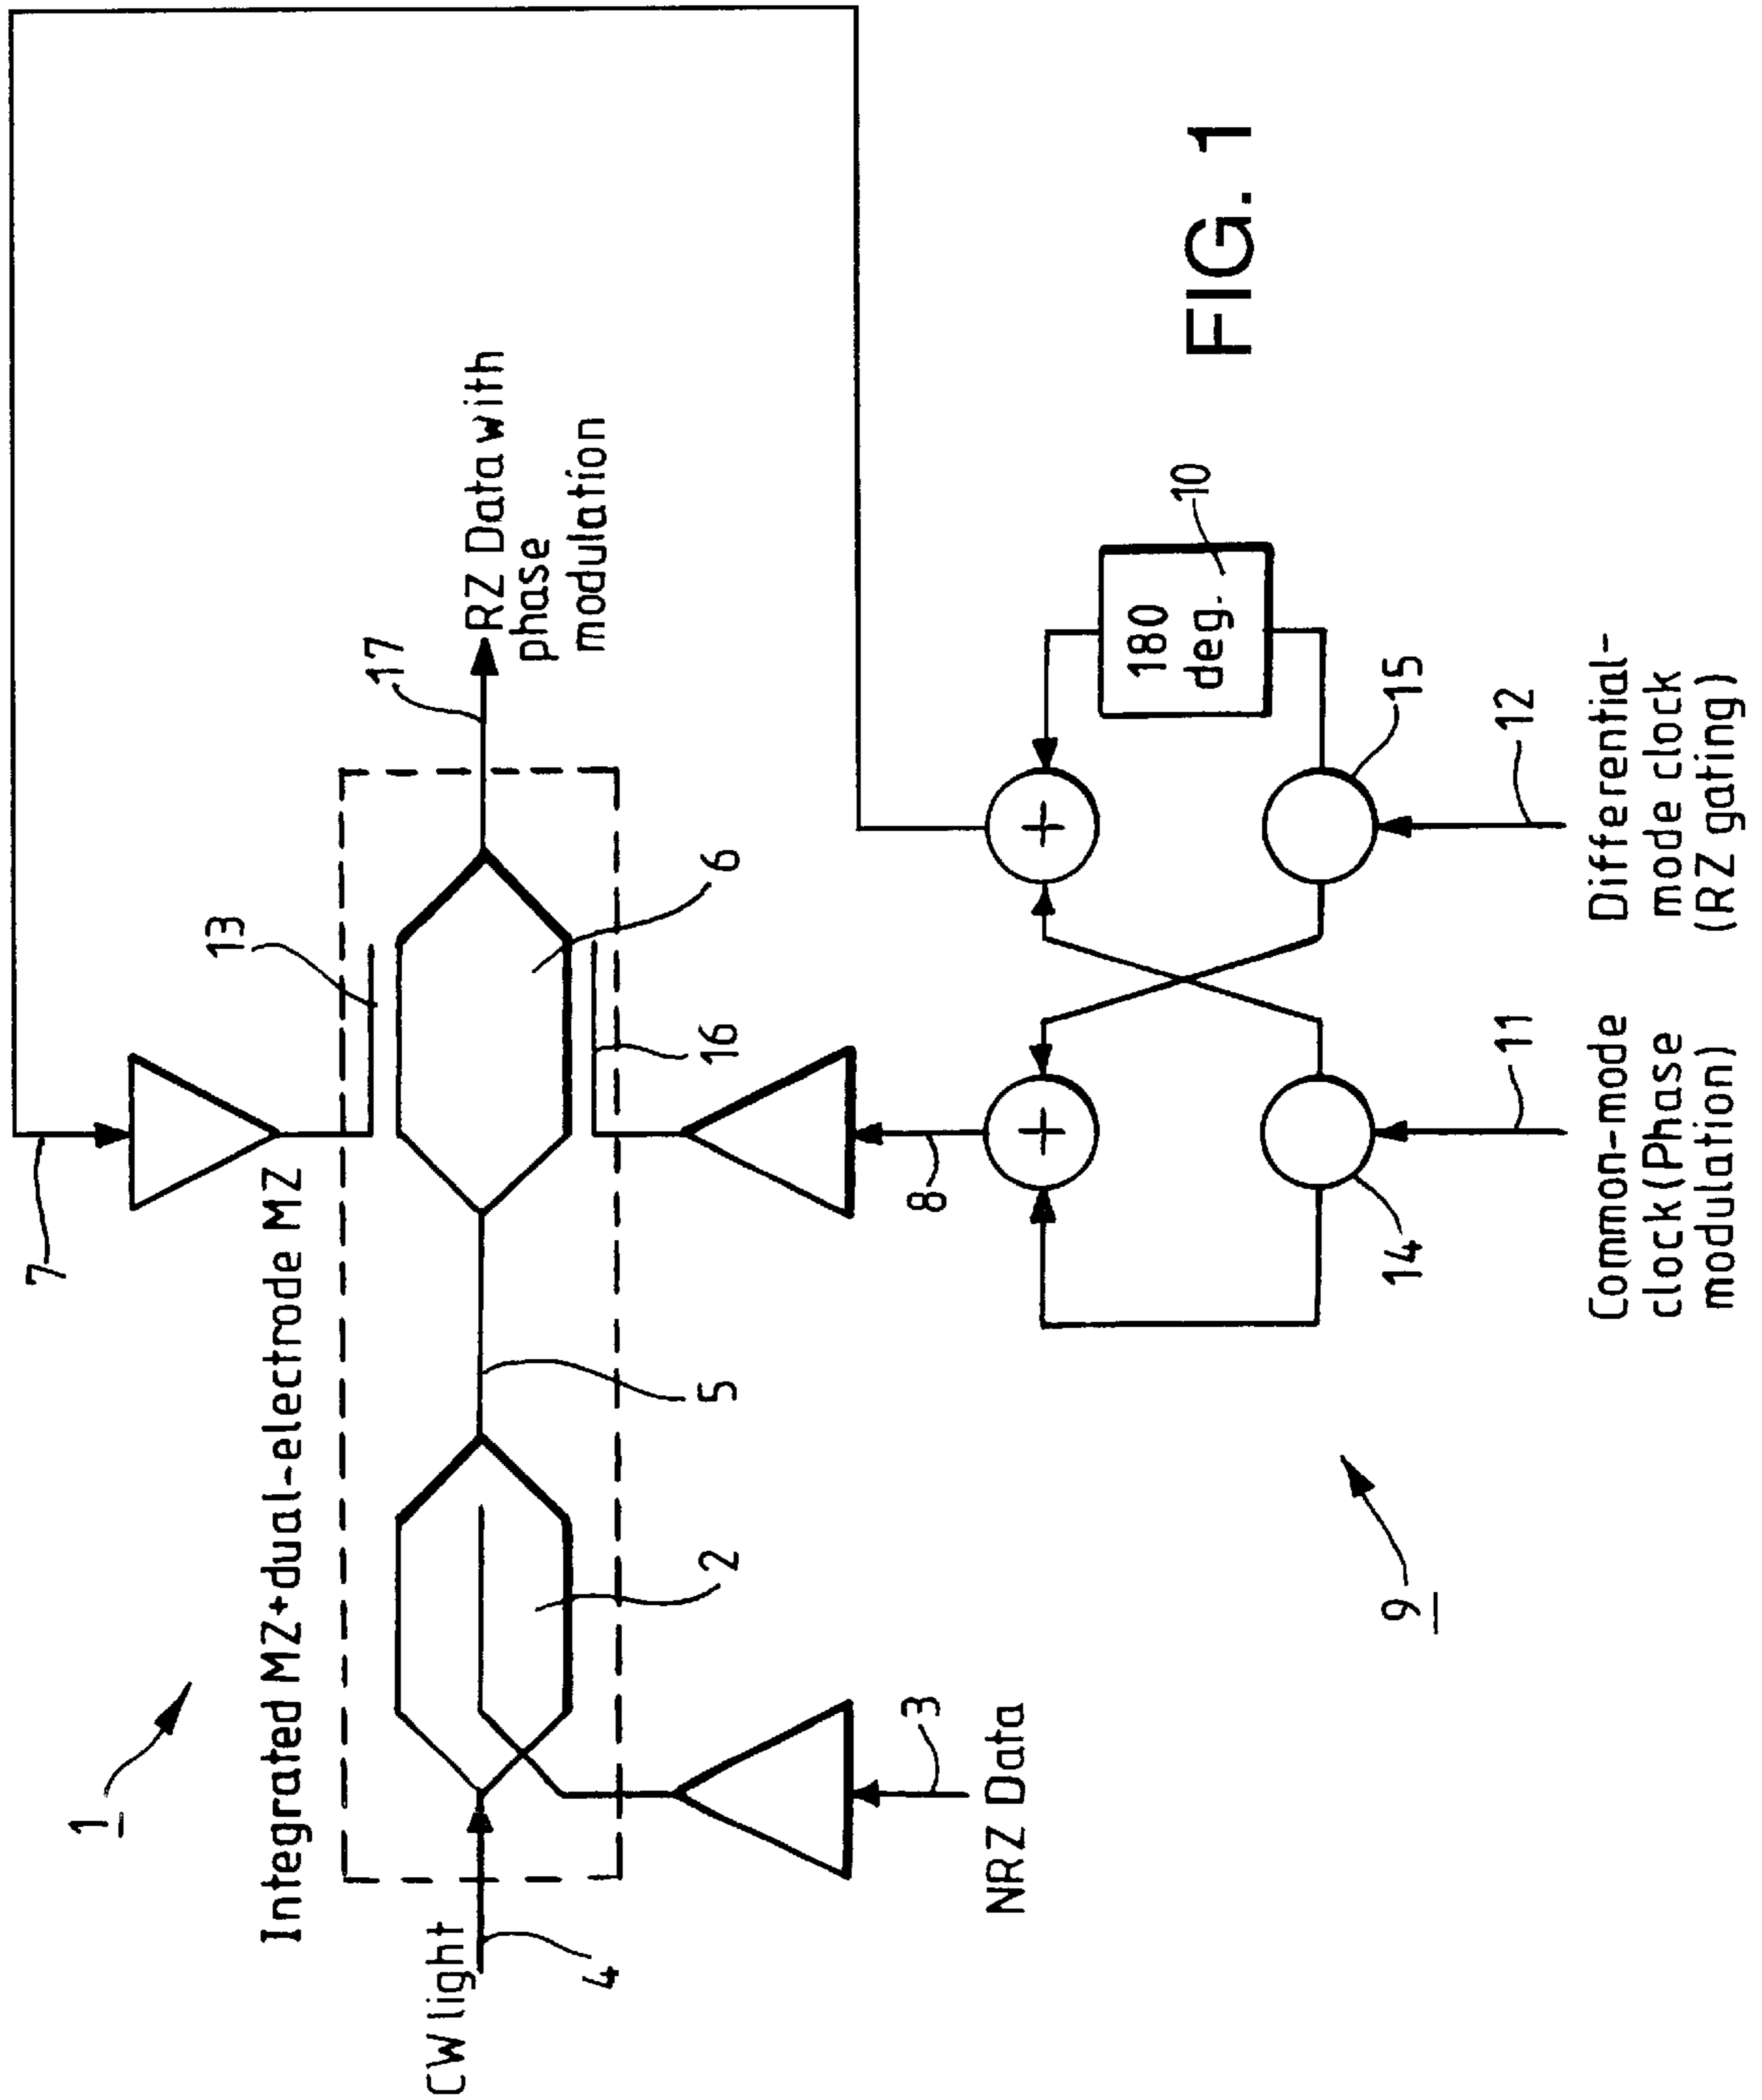 1
Integrated MZ+dual-electrode MZ
7
13
17
CW light
4
RZ Data with
phase
modulation
2
5
16
6
3
NRZ Data
8
9
10
180
deg.
14
15
11
12
Common-mode
clock (Phase
modulation)
Differential-
mode clock
(RZ gating)
+
+
FIG. 1